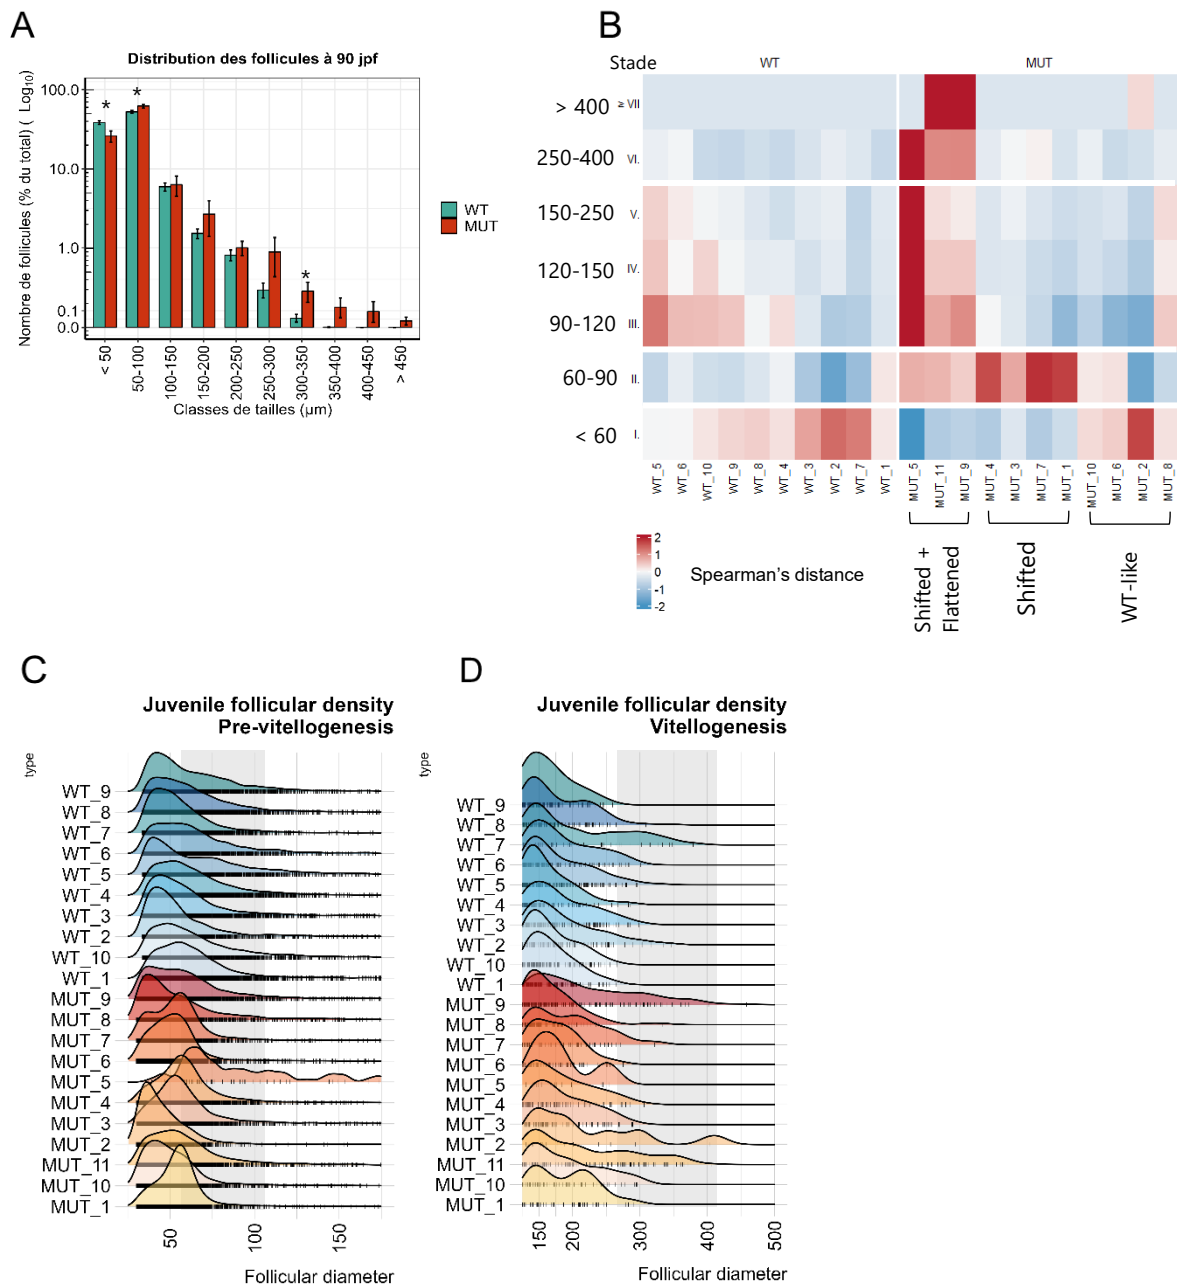 A
Distribution des follicules à 90 jpf
Nombre de follicules (% du total) ( Log₁₀)
100.0
10.0
1.0
0.1
0.0
* * *
< 50
50-100
100-150
150-200
200-250
250-300
300-350
350-400
400-450
> 450
Classes de tailles (µm)
WT
MUT
B
Stade WT MUT
> 400 ≥ VII
250-400 VI.
150-250 V.
120-150 IV.
90-120 III.
60-90 II.
< 60 I.
WT_5 WT_6 WT_10 WT_9 WT_8 WT_4 WT_3 WT_2 WT_7 WT_1 MUT_5 MUT_11 MUT_9 MUT_4 MUT_3 MUT_7 MUT_1 MUT_10 MUT_6 MUT_2 MUT_8
2
1
0
-1
-2
Spearman's distance
Shifted +
Flattened
Shifted
WT-like
C
Juvenile follicular density
Pre-vitellogenesis
type
WT_9
WT_8
WT_7
WT_6
WT_5
WT_4
WT_3
WT_2
WT_10
WT_1
MUT_9
MUT_8
MUT_7
MUT_6
MUT_5
MUT_4
MUT_3
MUT_2
MUT_11
MUT_10
MUT_1
50 100 150
Follicular diameter
D
Juvenile follicular density
Vitellogenesis
type
WT_9
WT_8
WT_7
WT_6
WT_5
WT_4
WT_3
WT_2
WT_10
WT_1
MUT_9
MUT_8
MUT_7
MUT_6
MUT_5
MUT_4
MUT_3
MUT_2
MUT_11
MUT_10
MUT_1
150 200 300 400 500
Follicular diameter